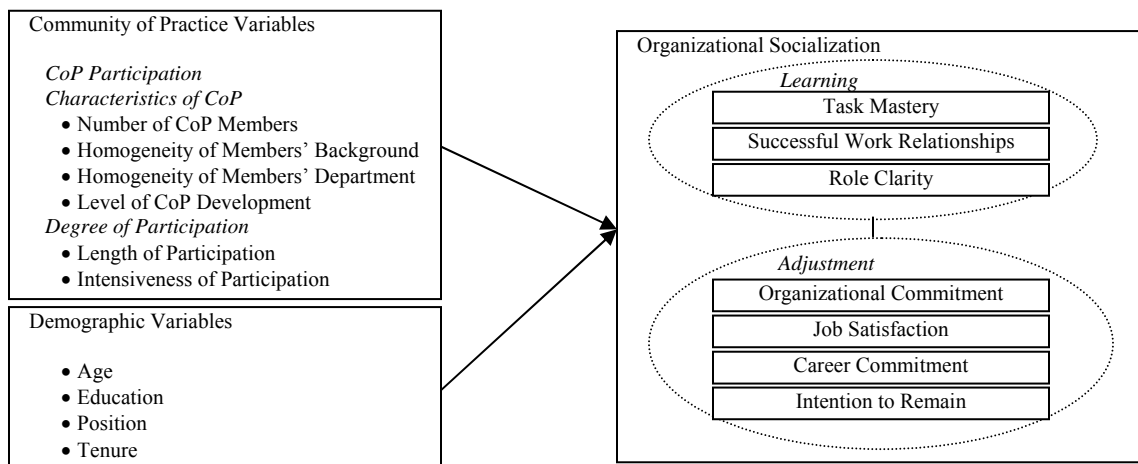 Community of Practice Variables
CoP Participation
Characteristics of CoP
• Number of CoP Members
• Homogeneity of Members’ Background
• Homogeneity of Members’ Department
• Level of CoP Development
Degree of Participation
• Length of Participation
• Intensiveness of Participation
Demographic Variables
• Age
• Education
• Position
• Tenure
Organizational Socialization
Learning
Task Mastery
Successful Work Relationships
Role Clarity
Adjustment
Organizational Commitment
Job Satisfaction
Career Commitment
Intention to Remain